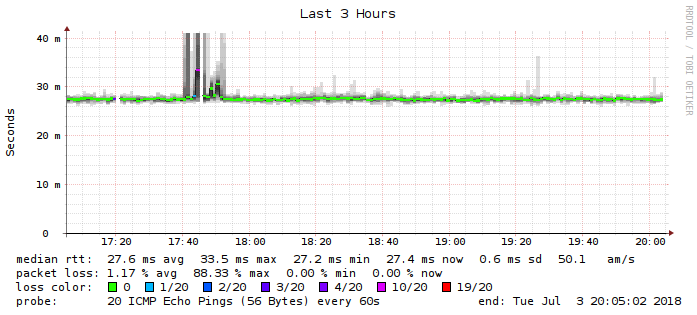 Last 3 Hours
RRDTOOL / TOBI OETIKER
Seconds
40 m
30 m
20 m
10 m
0
17:20 17:40 18:00 18:20 18:40 19:00 19:20 19:40 20:00
median rtt: 27.6 ms avg 33.5 ms max 27.2 ms min 27.4 ms now 0.6 ms sd 50.1 am/s
packet loss: 1.17 % avg 88.33 % max 0.00 % min 0.00 % now
loss color: 0 1/20 2/20 3/20 4/20 10/20 19/20
probe: 20 ICMP Echo Pings (56 Bytes) every 60s end: Tue Jul 3 20:05:02 2018